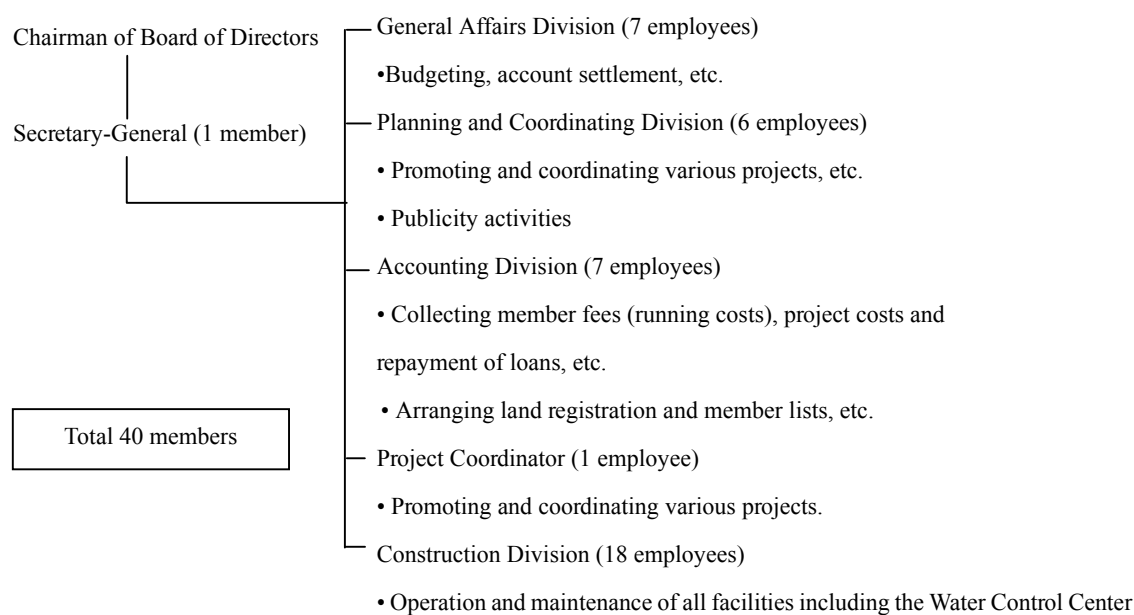 Chairman of Board of Directors
Secretary-General (1 member)
Total 40 members
General Affairs Division (7 employees)
•Budgeting, account settlement, etc.
Planning and Coordinating Division (6 employees)
• Promoting and coordinating various projects, etc.
• Publicity activities
Accounting Division (7 employees)
• Collecting member fees (running costs), project costs and
repayment of loans, etc.
• Arranging land registration and member lists, etc.
Project Coordinator (1 employee)
• Promoting and coordinating various projects.
Construction Division (18 employees)
• Operation and maintenance of all facilities including the Water Control Center